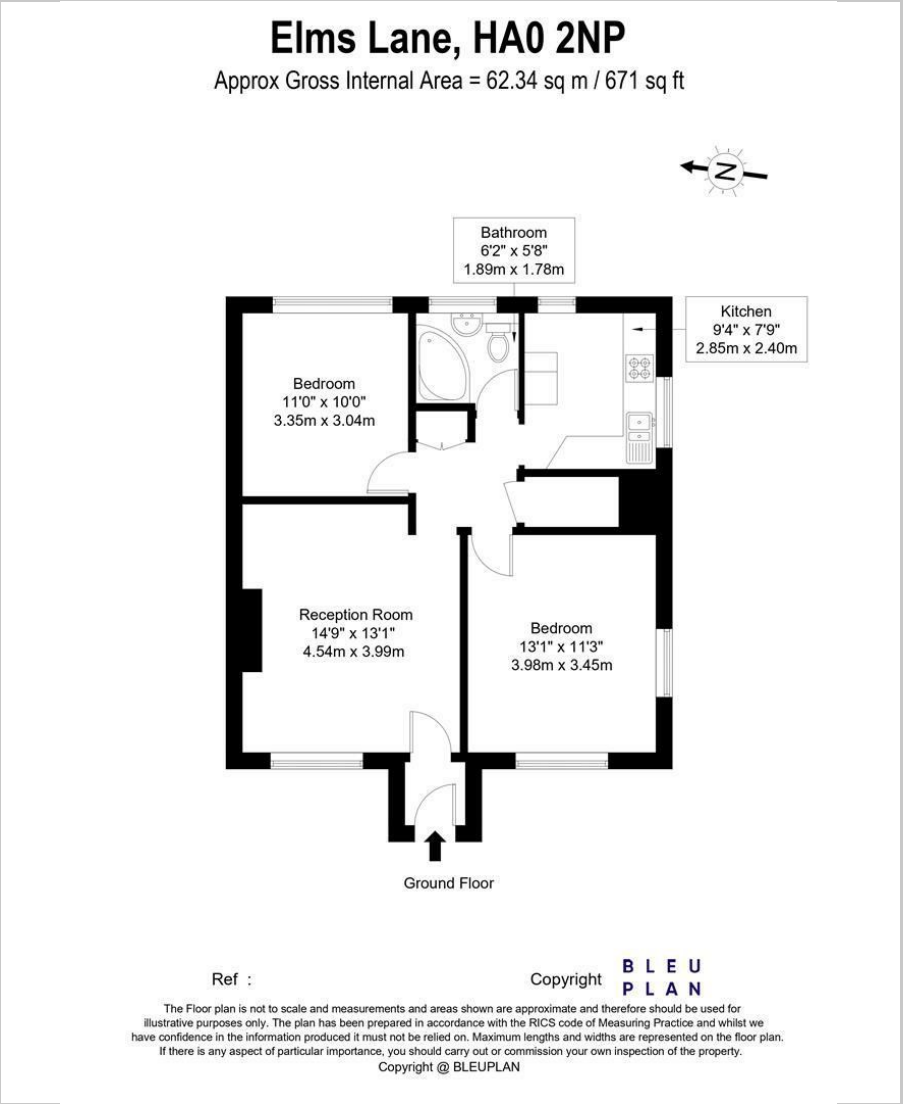 Elms Lane, HA0 2NP
Approx Gross Internal Area = 62.34 sq m / 671 sq ft
N
Bathroom
6'2" x 5'8"
1.89m x 1.78m
Kitchen
9'4" x 7'9"
2.85m x 2.40m
Bedroom
11'0" x 10'0"
3.35m x 3.04m
Reception Room
14'9" x 13'1"
4.54m x 3.99m
Bedroom
13'1" x 11'3"
3.98m x 3.45m
Ground Floor
Ref :
Copyright
BLEU
PLAN
The Floor plan is not to scale and measurements and areas shown are approximate and therefore should be used for
illustrative purposes only. The plan has been prepared in accordance with the RICS code of Measuring Practice and whilst we
have confidence in the information produced it must not be relied on. Maximum lengths and widths are represented on the floor plan.
If there is any aspect of particular importance, you should carry out or commission your own inspection of the property.
Copyright @ BLEUPLAN